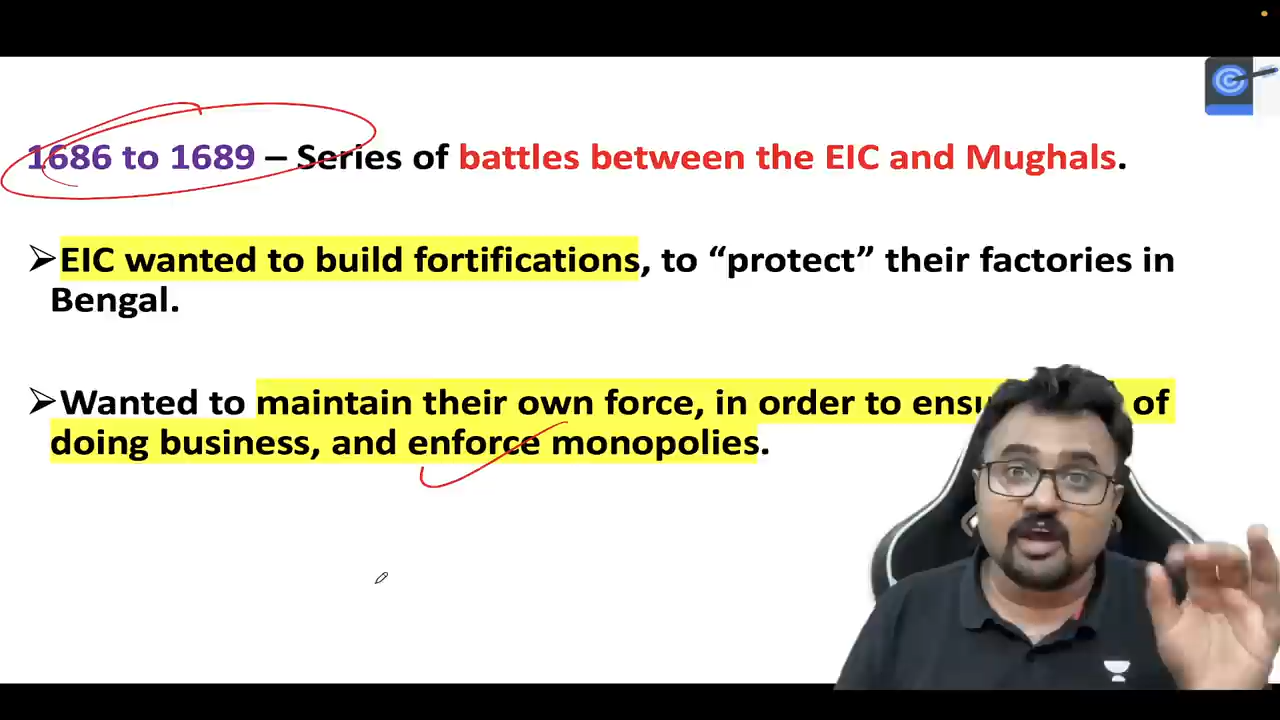 1686 to 1689 – Series of battles between the EIC and Mughals.
➢EIC wanted to build fortifications, to “protect” their factories in
Bengal.
➢Wanted to maintain their own force, in order to of
doing business, and enforce monopolies.